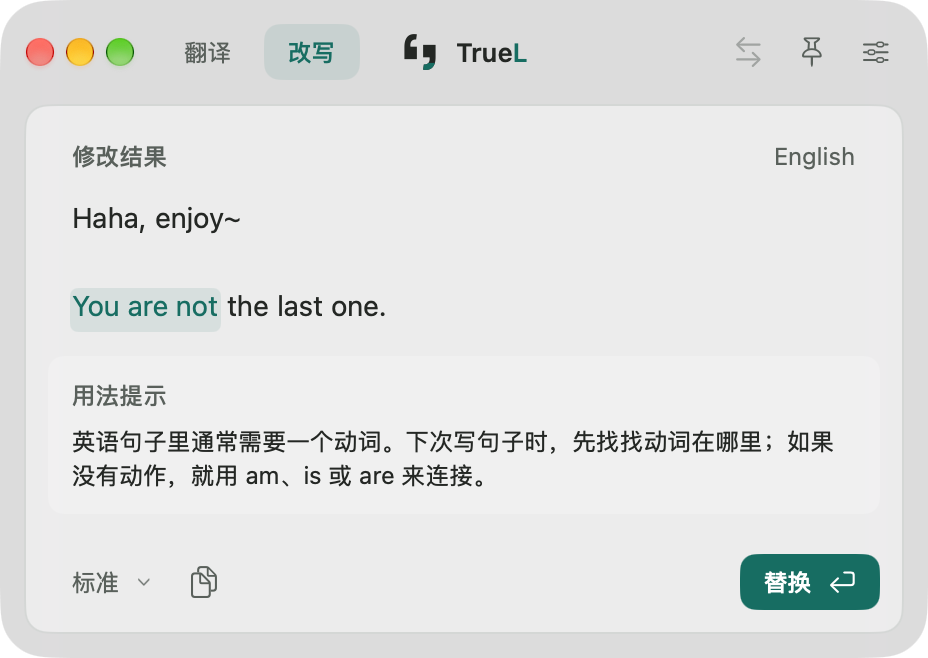 翻译 改写 TrueL
修改结果 English
Haha, enjoy~
You are not the last one.
用法提示
英语句子里通常需要一个动词。下次写句子时，先找找动词在哪里；如果
没有动作，就用 am、is 或 are 来连接。
标准 替换